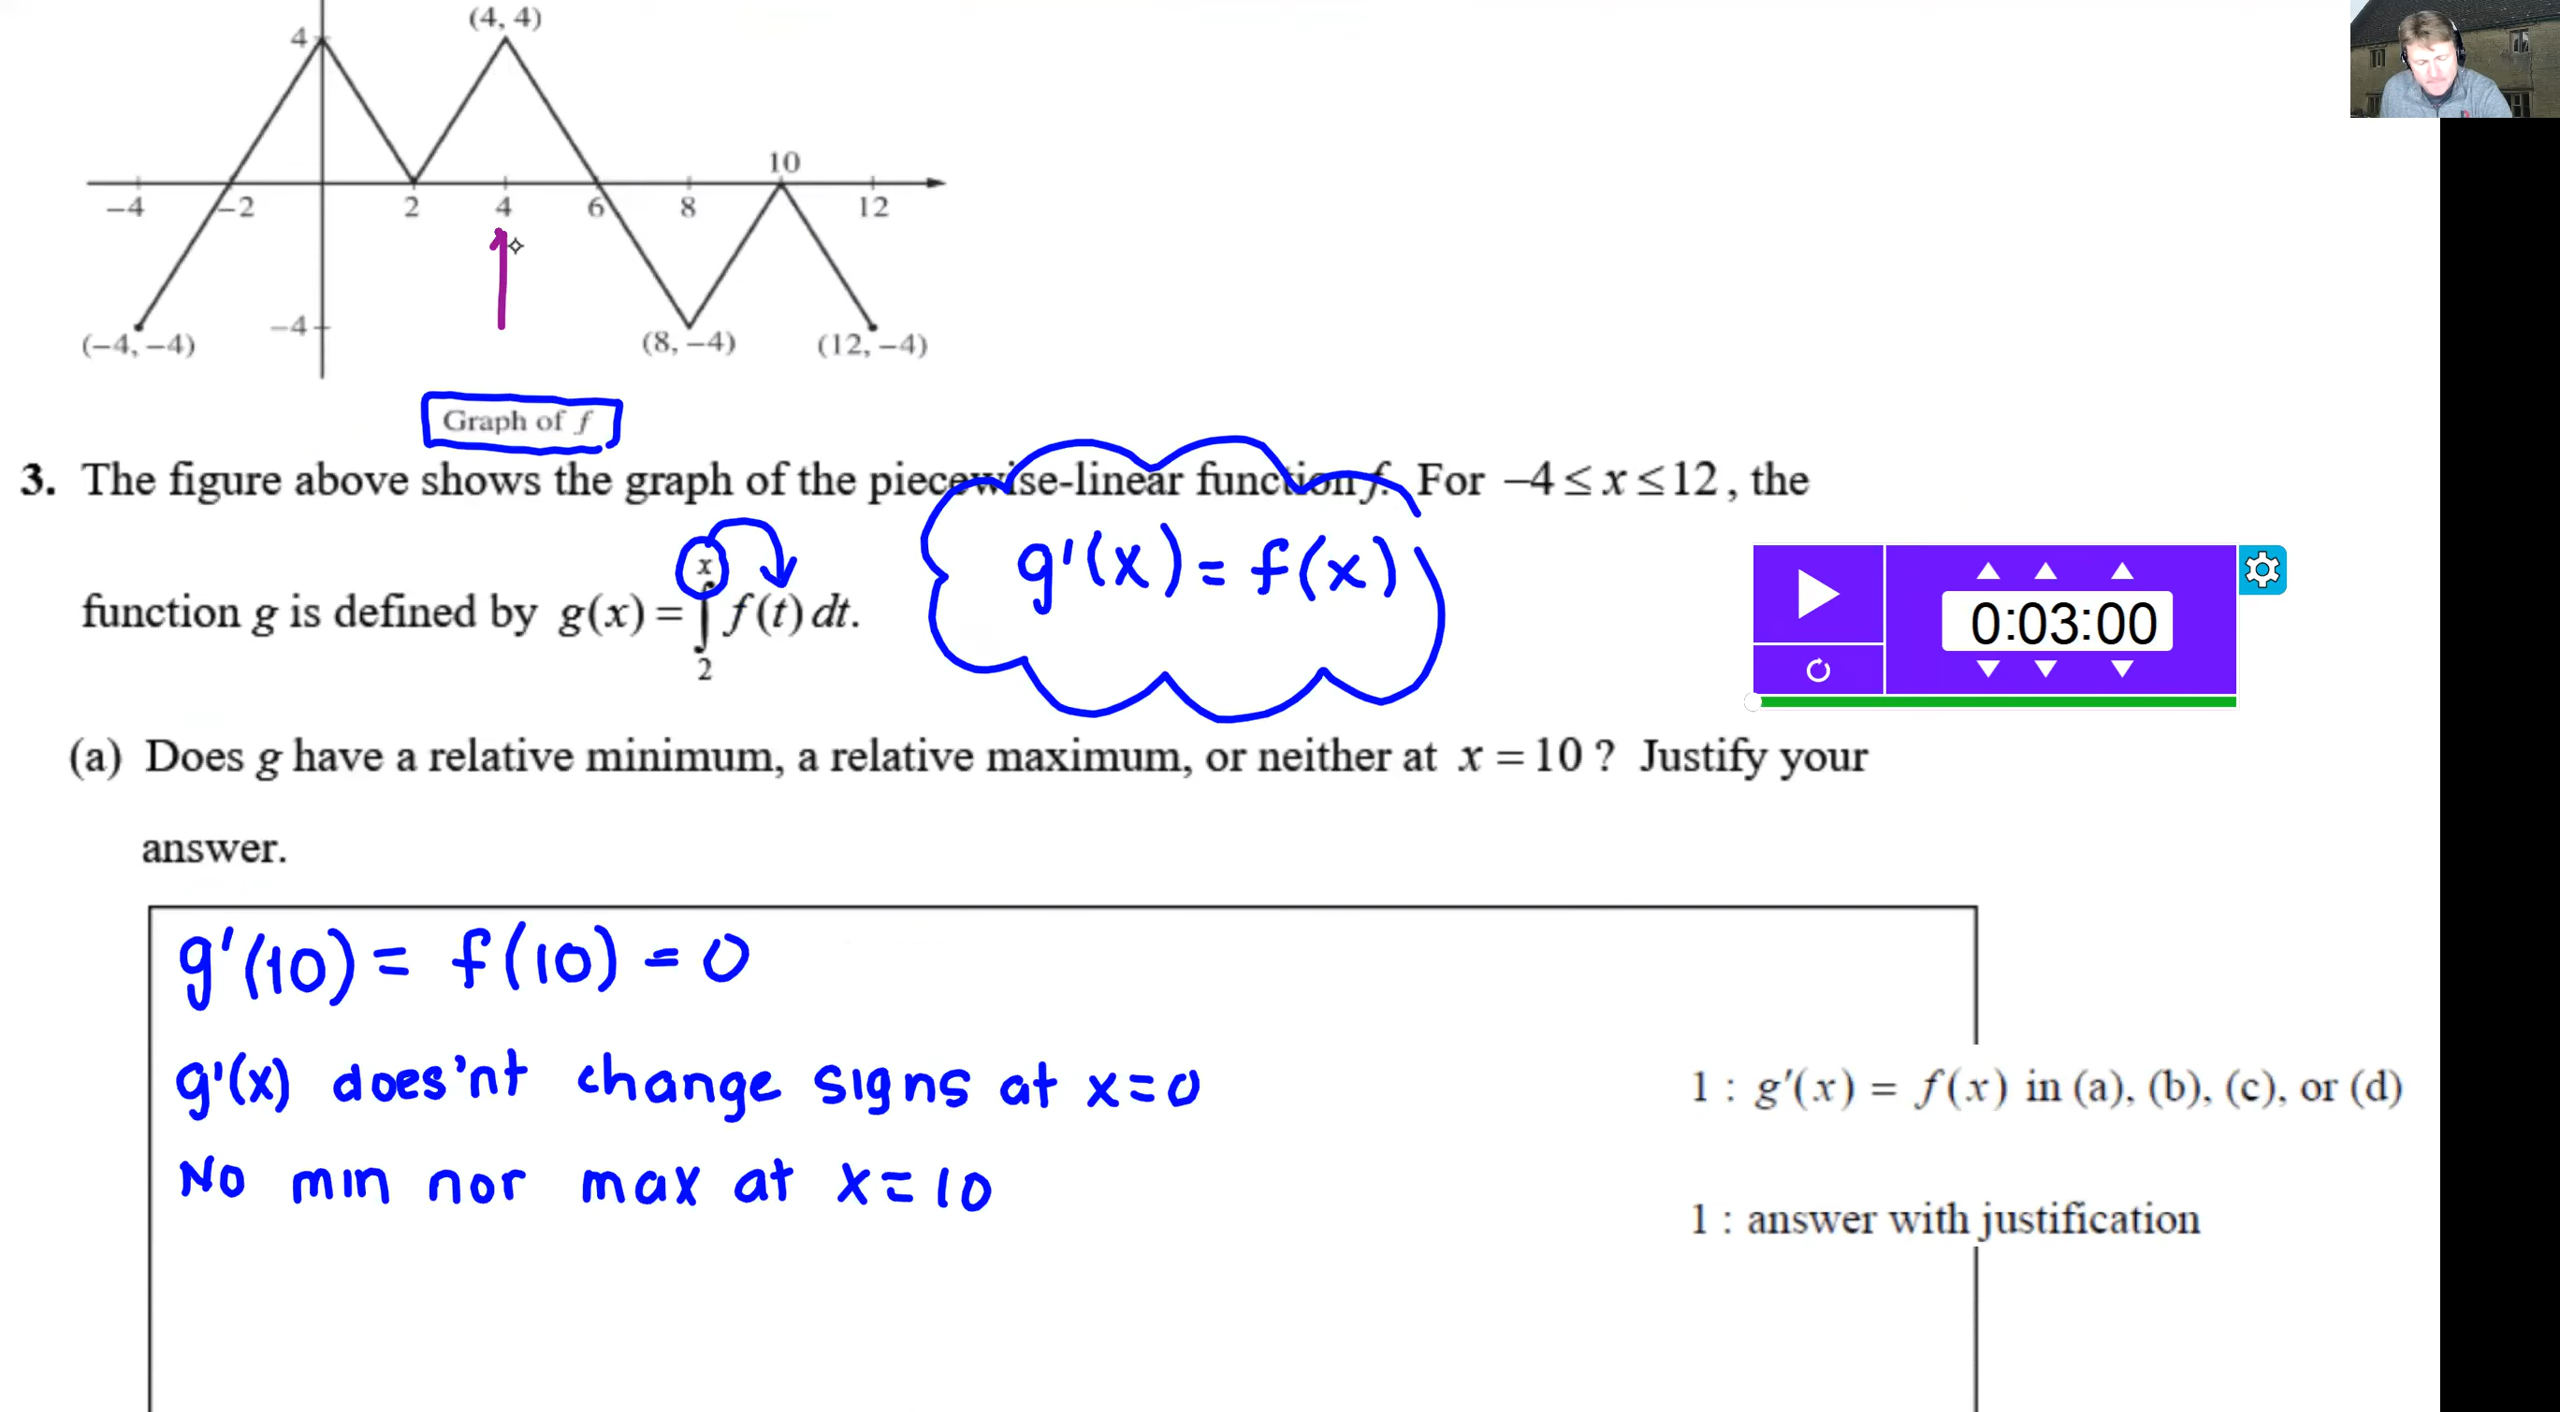 (4, 4)
4
10
-4 -2 2 4 6 8 12
-4
(-4, -4) (8, -4) (12, -4)
Graph of f
3. The figure above shows the graph of the piecewise-linear function f. For -4 ≤ x ≤ 12, the
g'(x) = f(x)
function g is defined by g(x) = ∫₂ˣ f(t) dt.
0:03:00
(a) Does g have a relative minimum, a relative maximum, or neither at x = 10 ? Justify your
answer.
g'(10) = f(10) = 0
g'(x) does'nt change signs at x=0
1 : g'(x) = f(x) in (a), (b), (c), or (d)
No min nor max at x=10
1 : answer with justification